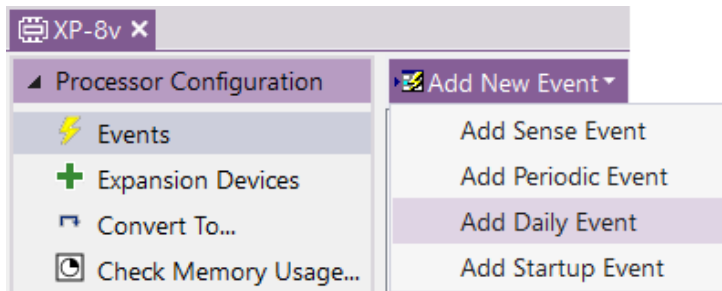 XP-8v
Processor Configuration
Events
Expansion Devices
Convert To...
Check Memory Usage...
Add New Event
Add Sense Event
Add Periodic Event
Add Daily Event
Add Startup Event